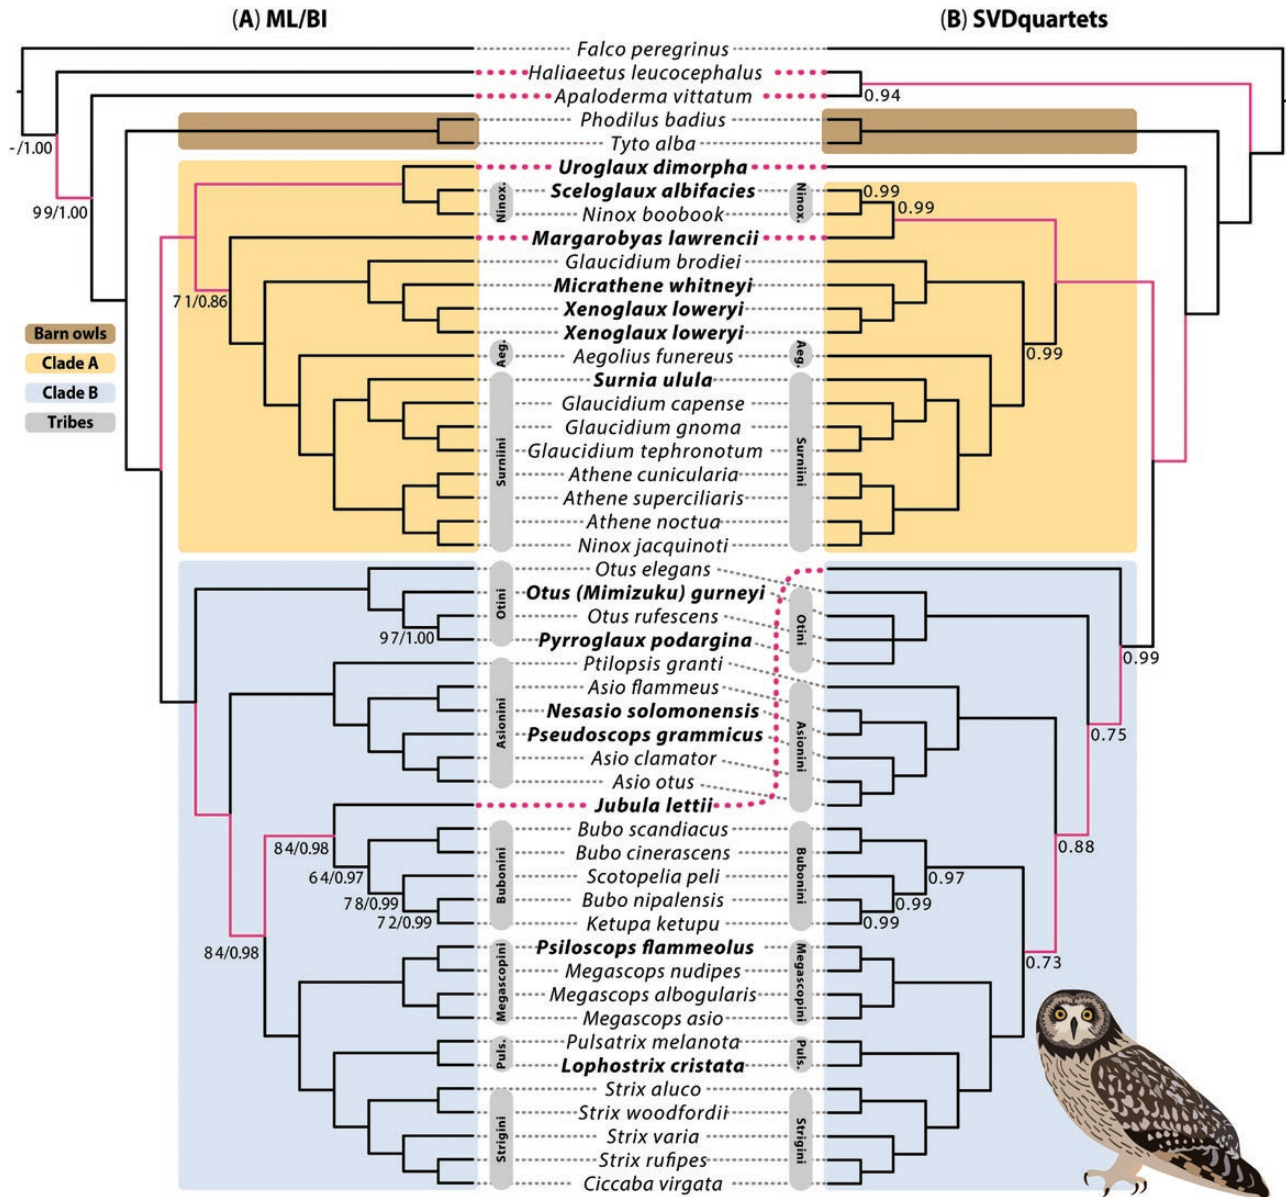 (A) ML/BI
(B) SVDquartets
Falco peregrinus
Haliaeetus leucocephalus
0.94
Apaloderma vittatum
Phodilus badius
-/1.00
Tyto alba
Uroglaux dimorpha
Ninox.
Sceloglaux albifacies
Ninox.
0.99
99/1.00
Ninox boobook
0.99
Margarobyas lawrencii
Glaucidium brodiei
Micrathene whitneyi
71/0.86
Xenoglaux loweryi
Barn owls
Xenoglaux loweryi
Clade A
Aeg.
Aegolius funereus
Aeg.
0.99
Clade B
Surnia ulula
Tribes
Glaucidium capense
Glaucidium gnoma
Surniini
Glaucidium tephronotum
Surniini
Athene cunicularia
Athene superciliaris
Athene noctua
Ninox jacquinoti
Otus elegans
Otini
Otus (Mimizuku) gurneyi
Otini
Otus rufescens
97/1.00
Pyrroglaux podargina
0.99
Ptilopsis granti
Asio flammeus
Asionini
Nesasio solomonensis
Asionini
Pseudoscops grammicus
0.75
Asio clamator
Asio otus
Jubula lettii
Bubo scandiacus
84/0.98
Bubonini
Bubo cinerascens
Bubonini
0.88
64/0.97
Scotopelia peli
0.97
78/0.99
Bubo nipalensis
0.99
72/0.99
Ketupa ketupu
0.99
84/0.98
Psiloscops flammeolus
0.73
Megascopini
Megascops nudipes
Megascopini
Megascops albogularis
Megascops asio
Puls.
Pulsatrix melanota
Puls.
Lophostrix cristata
Strix aluco
Strigini
Strix woodfordii
Strigini
Strix varia
Strix rufipes
Ciccaba virgata